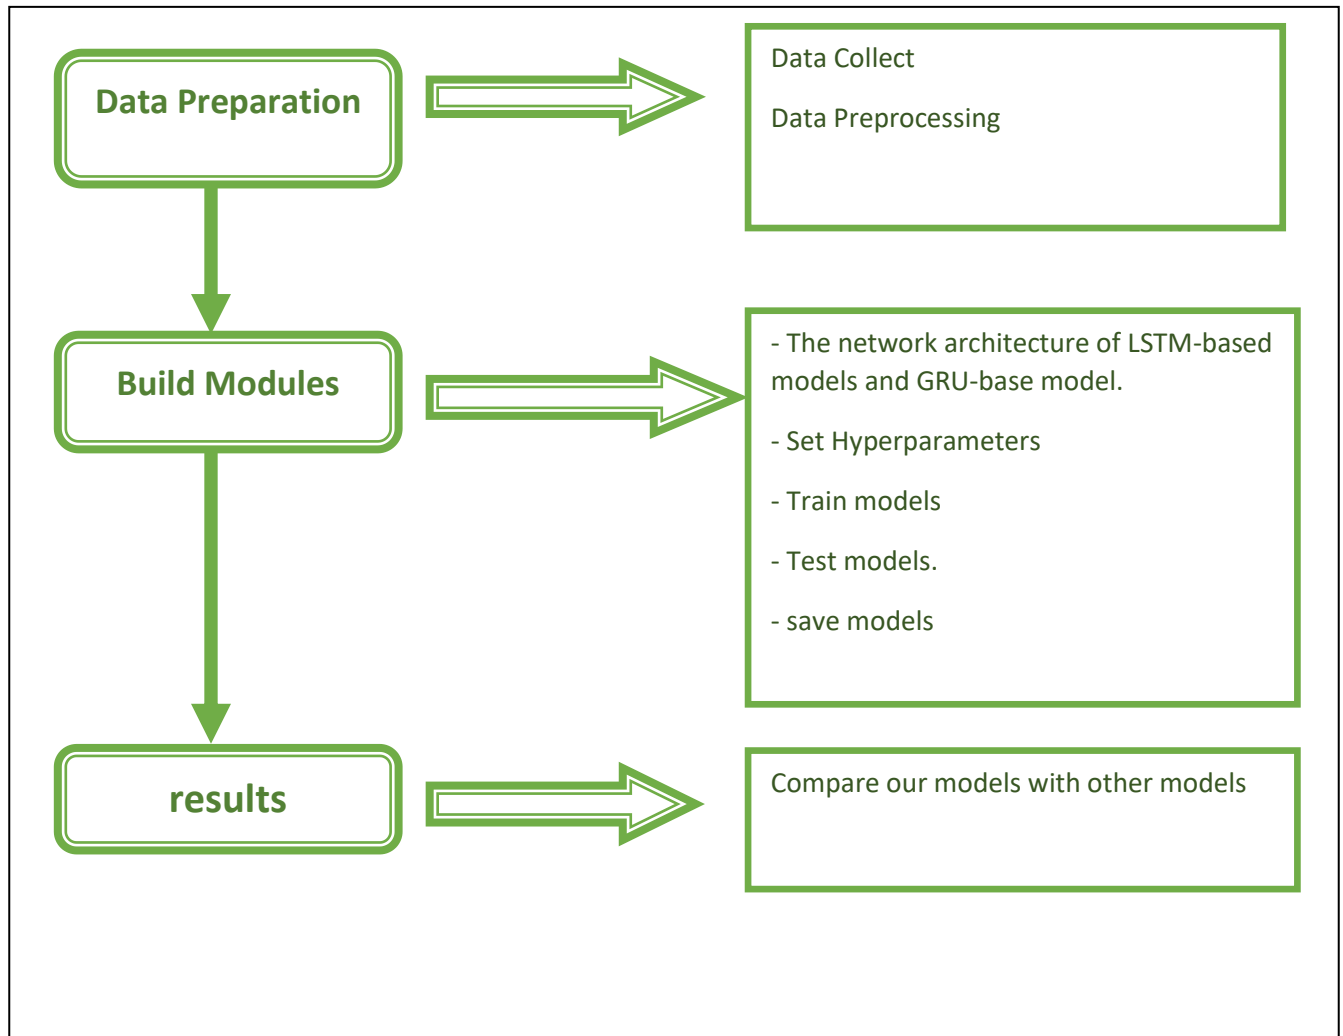 Data Preparation
Data Collect
Data Preprocessing
Build Modules
- The network architecture of LSTM-based
models and GRU-base model.
- Set Hyperparameters
- Train models
- Test models.
- save models
results
Compare our models with other models